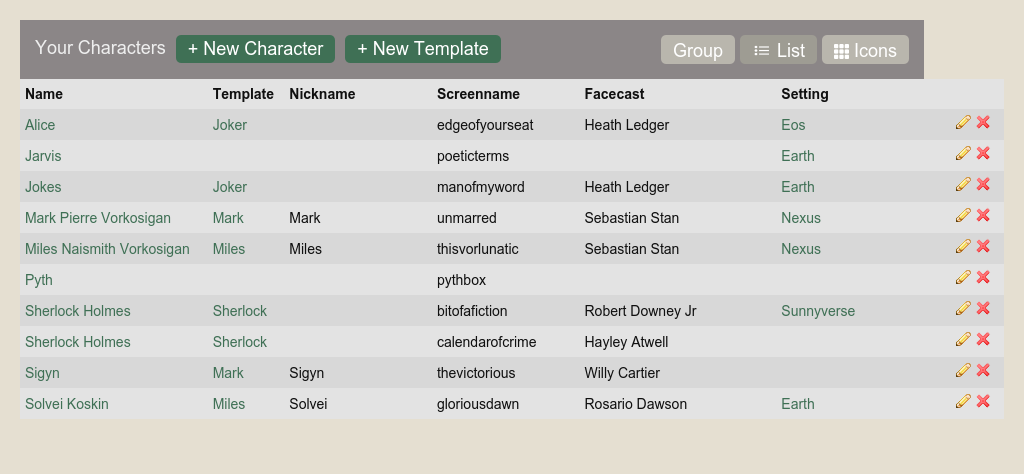 Your Characters + New Character + New Template Group List Icons
Name Template Nickname Screenname Facecast Setting
Alice Joker edgeofyourseat Heath Ledger Eos
Jarvis poeticterms Earth
Jokes Joker manofmyword Heath Ledger Earth
Mark Pierre Vorkosigan Mark Mark unmarred Sebastian Stan Nexus
Miles Naismith Vorkosigan Miles Miles thisvorlunatic Sebastian Stan Nexus
Pyth pythbox
Sherlock Holmes Sherlock bitofafiction Robert Downey Jr Sunnyverse
Sherlock Holmes Sherlock calendarofcrime Hayley Atwell
Sigyn Mark Sigyn thevictorious Willy Cartier
Solvei Koskin Miles Solvei gloriousdawn Rosario Dawson Earth